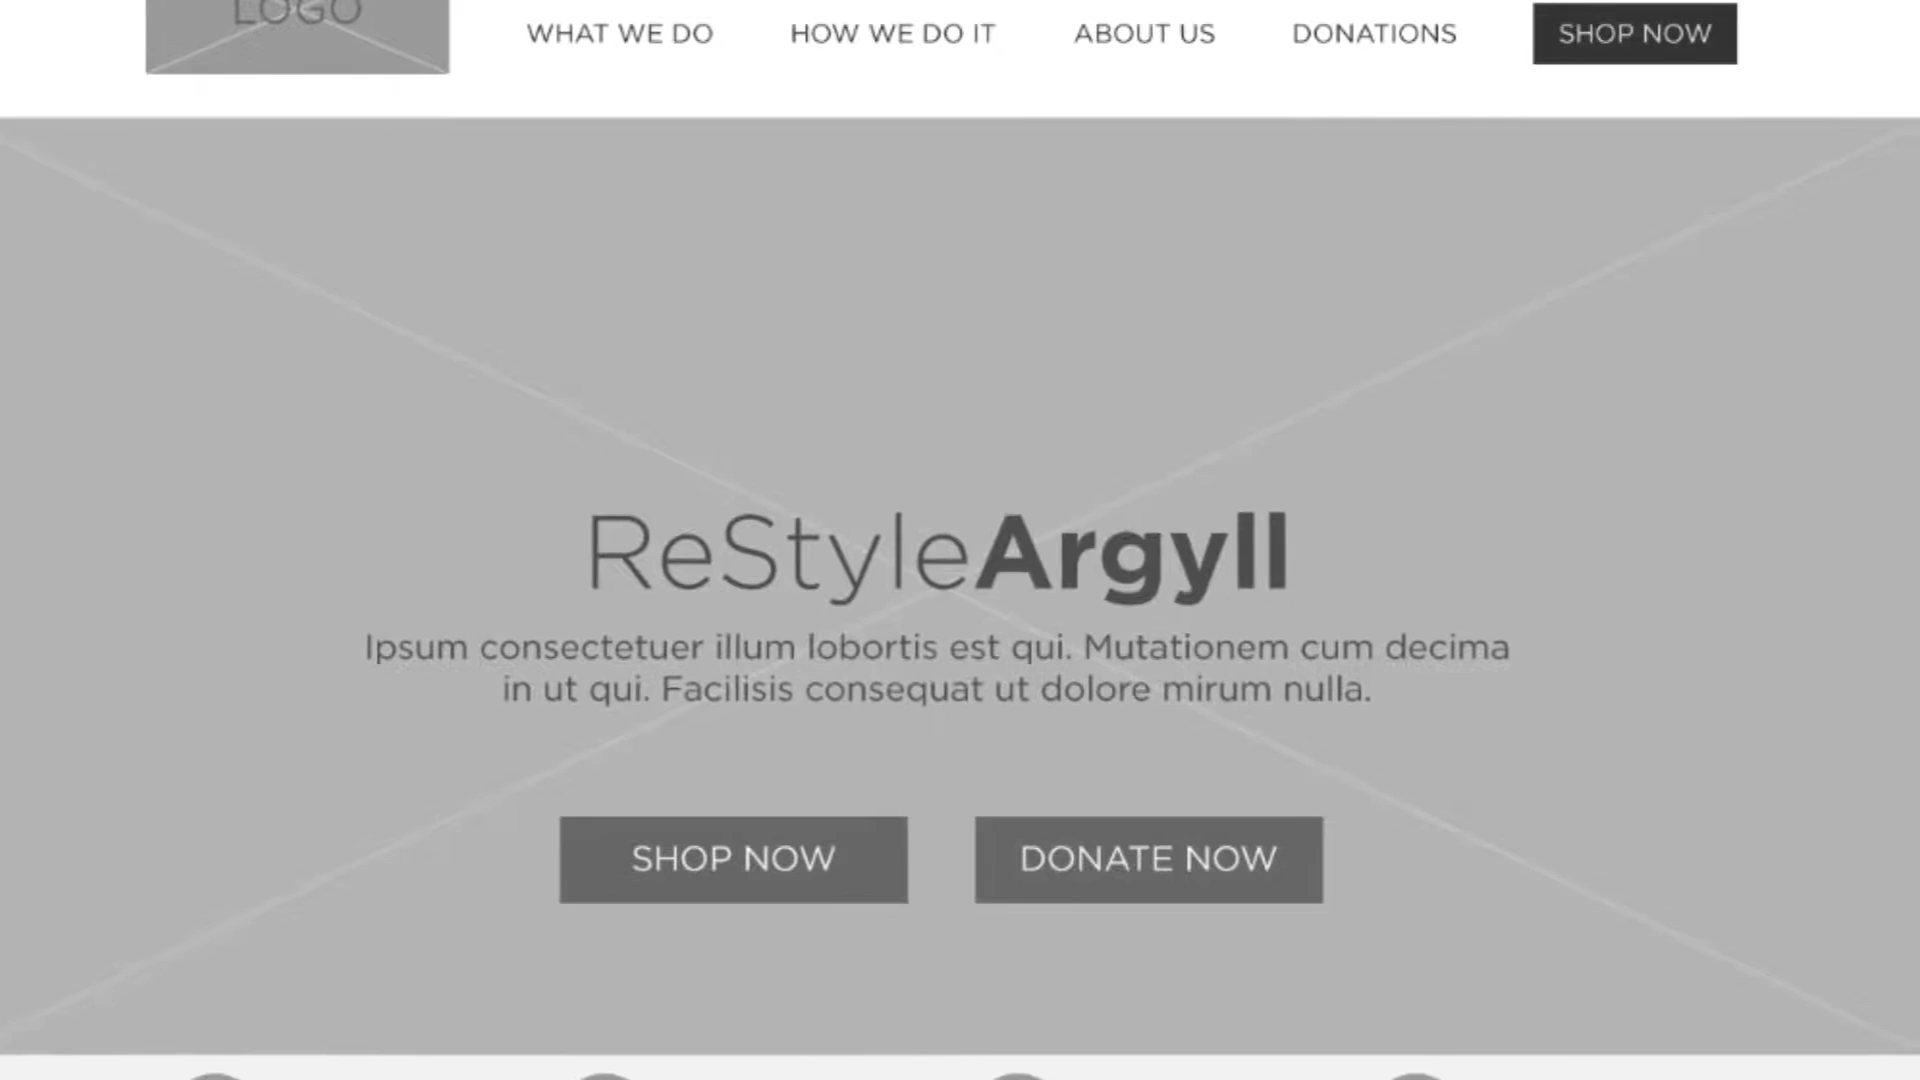 LOGO
WHAT WE DO
HOW WE DO IT
ABOUT US
DONATIONS
SHOP NOW
ReStyleArgyll
Ipsum consectetuer illum lobortis est qui. Mutationem cum decima
in ut qui. Facilisis consequat ut dolore mirum nulla.
SHOP NOW
DONATE NOW